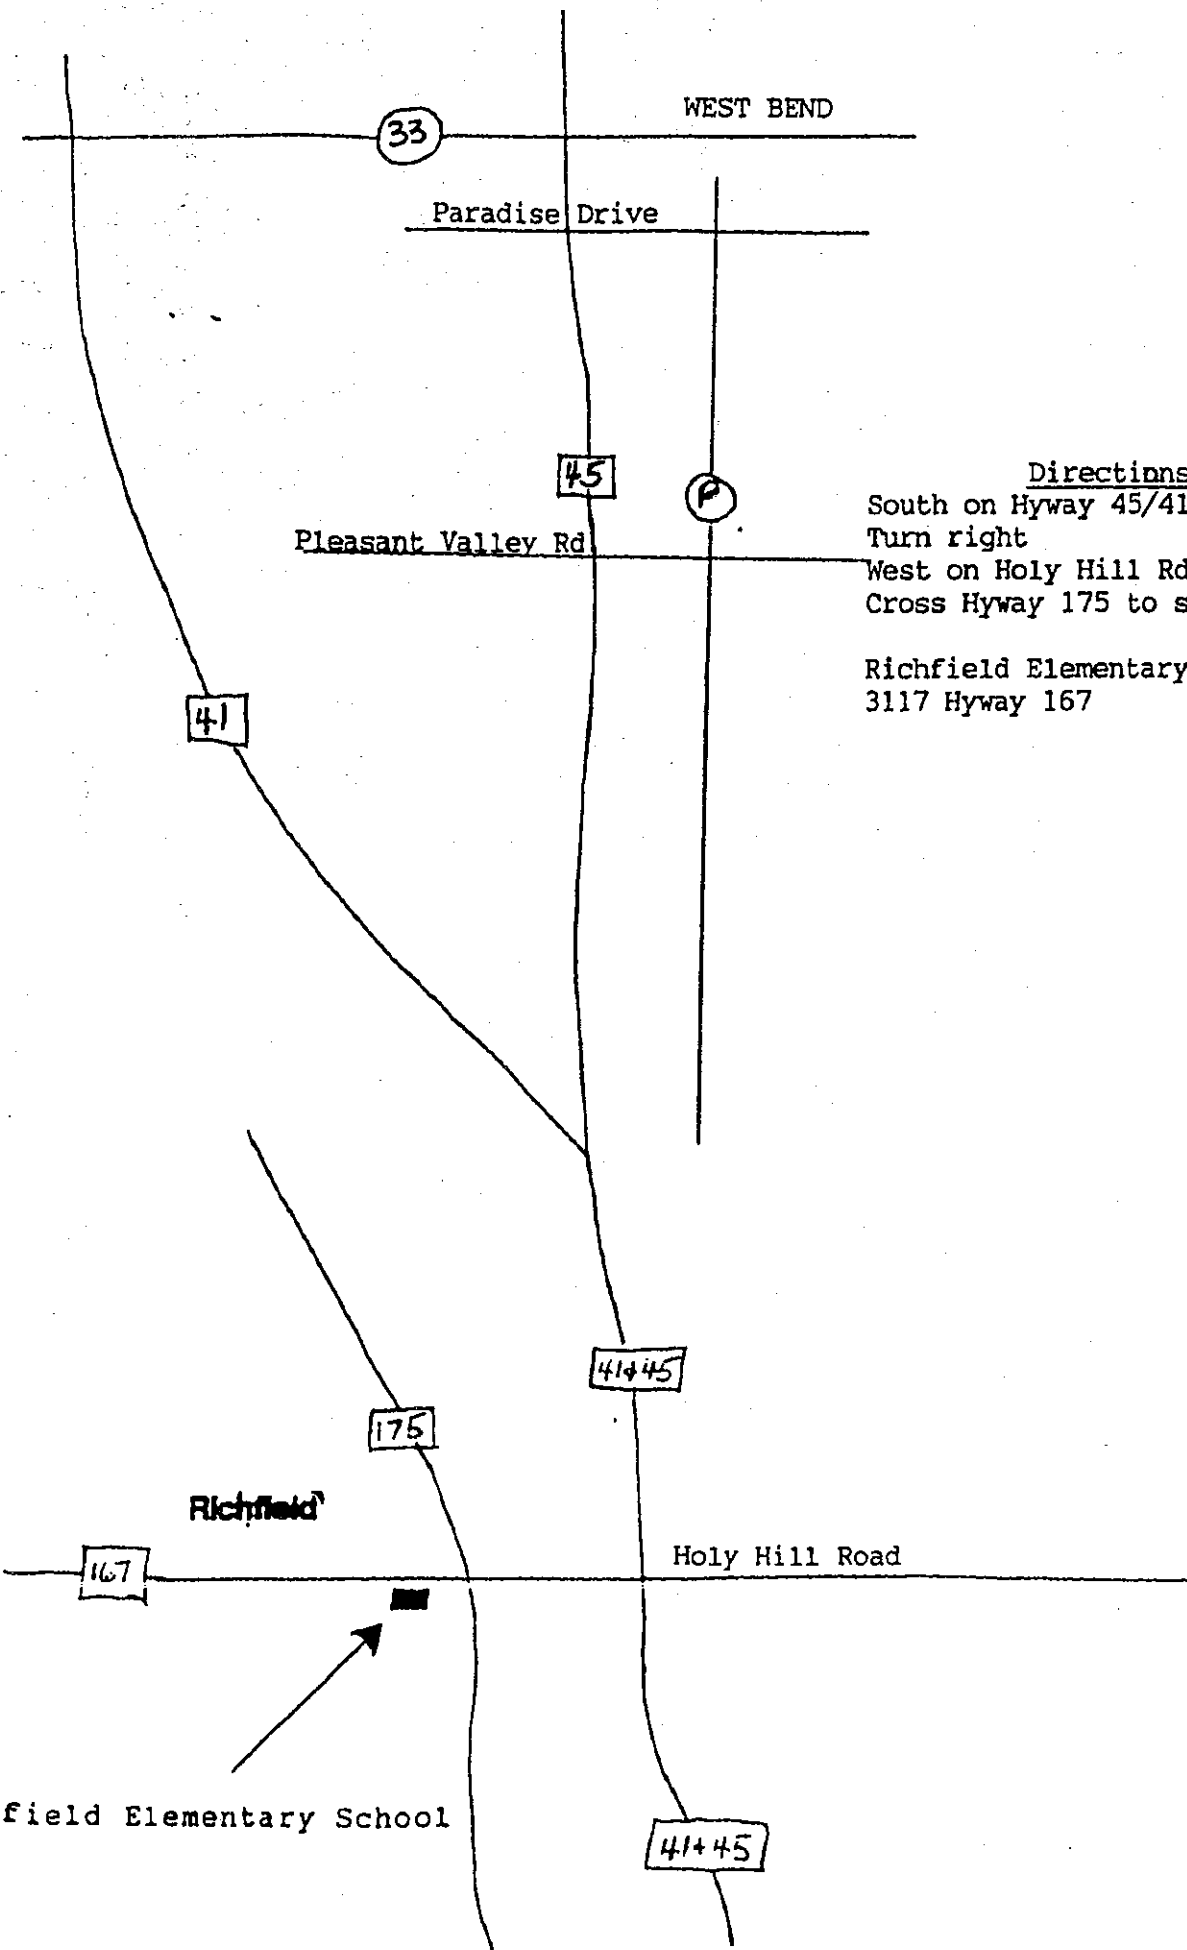 WEST BEND
33
Paradise Drive
45
P
Directions
South on Hyway 45/41
Pleasant Valley Rd
Turn right
West on Holy Hill Rd
Cross Hyway 175 to s
Richfield Elementary
3117 Hyway 167
41
41+45
175
Richfield
Holy Hill Road
167
field Elementary School
41+45